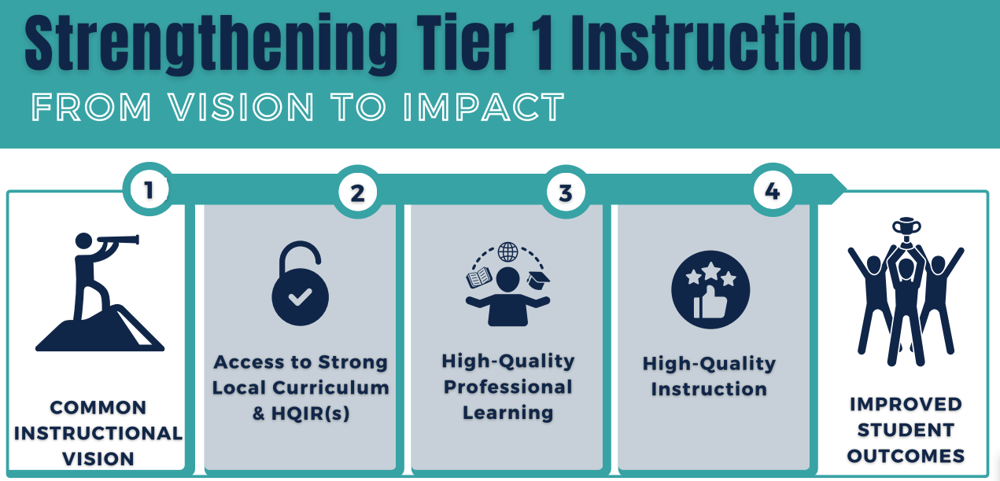 Strengthening Tier 1 Instruction
FROM VISION TO IMPACT
1
2
3
4
COMMON
INSTRUCTIONAL
VISION
Access to Strong
Local Curriculum
& HQIR(s)
High-Quality
Professional
Learning
High-Quality
Instruction
IMPROVED
STUDENT
OUTCOMES